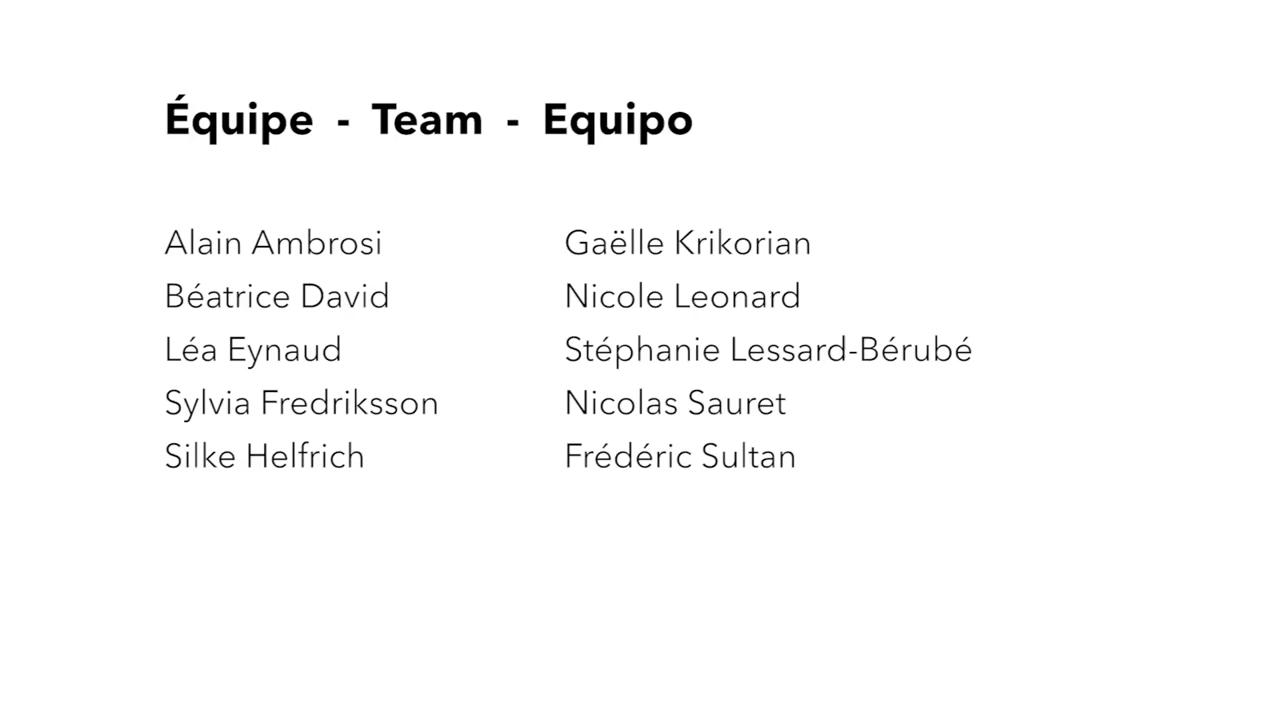 Équipe - Team - Equipo
Alain Ambrosi
Béatrice David
Léa Eynaud
Sylvia Fredriksson
Silke Helfrich
Gaëlle Krikorian
Nicole Leonard
Stéphanie Lessard-Bérubé
Nicolas Sauret
Frédéric Sultan